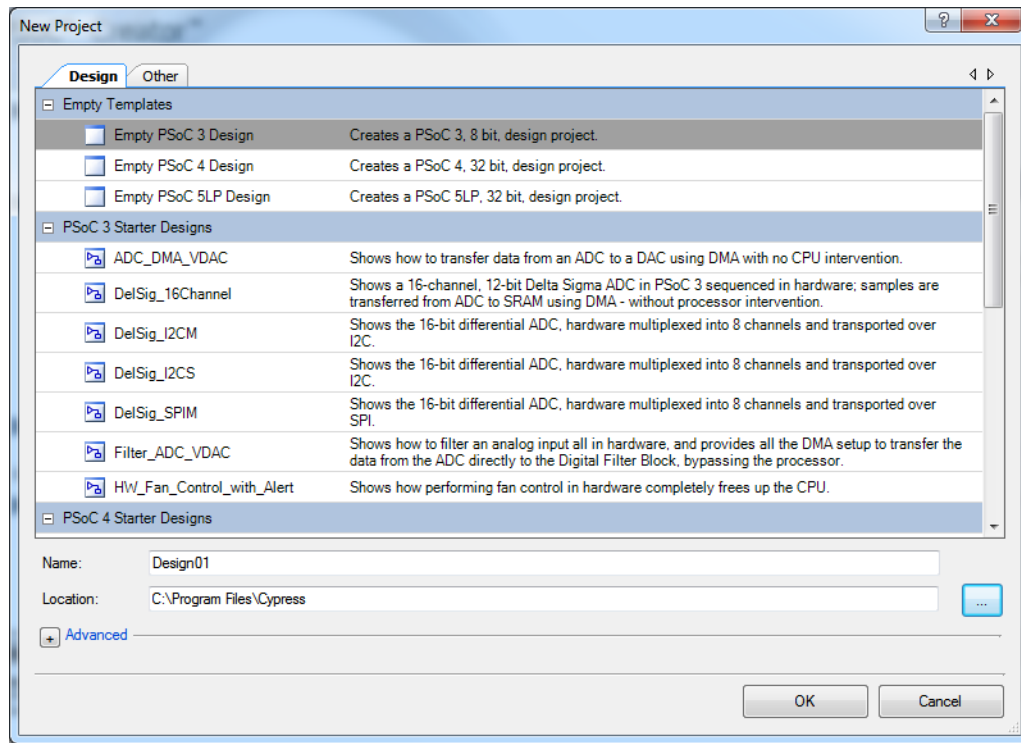 New Project
Design Other
Empty Templates
Empty PSoC 3 Design Creates a PSoC 3, 8 bit, design project.
Empty PSoC 4 Design Creates a PSoC 4, 32 bit, design project.
Empty PSoC 5LP Design Creates a PSoC 5LP, 32 bit, design project.
PSoC 3 Starter Designs
ADC_DMA_VDAC Shows how to transfer data from an ADC to a DAC using DMA with no CPU intervention.
DelSig_16Channel Shows a 16-channel, 12-bit Delta Sigma ADC in PSoC 3 sequenced in hardware; samples are
transferred from ADC to SRAM using DMA - without processor intervention.
DelSig_I2CM Shows the 16-bit differential ADC, hardware multiplexed into 8 channels and transported over
I2C.
DelSig_I2CS Shows the 16-bit differential ADC, hardware multiplexed into 8 channels and transported over
I2C.
DelSig_SPIM Shows the 16-bit differential ADC, hardware multiplexed into 8 channels and transported over
SPI.
Filter_ADC_VDAC Shows how to filter an analog input all in hardware, and provides all the DMA setup to transfer the
data from the ADC directly to the Digital Filter Block, bypassing the processor.
HW_Fan_Control_with_Alert Shows how performing fan control in hardware completely frees up the CPU.
PSoC 4 Starter Designs
Name: Design01
Location: C:\Program Files\Cypress
...
Advanced
OK Cancel